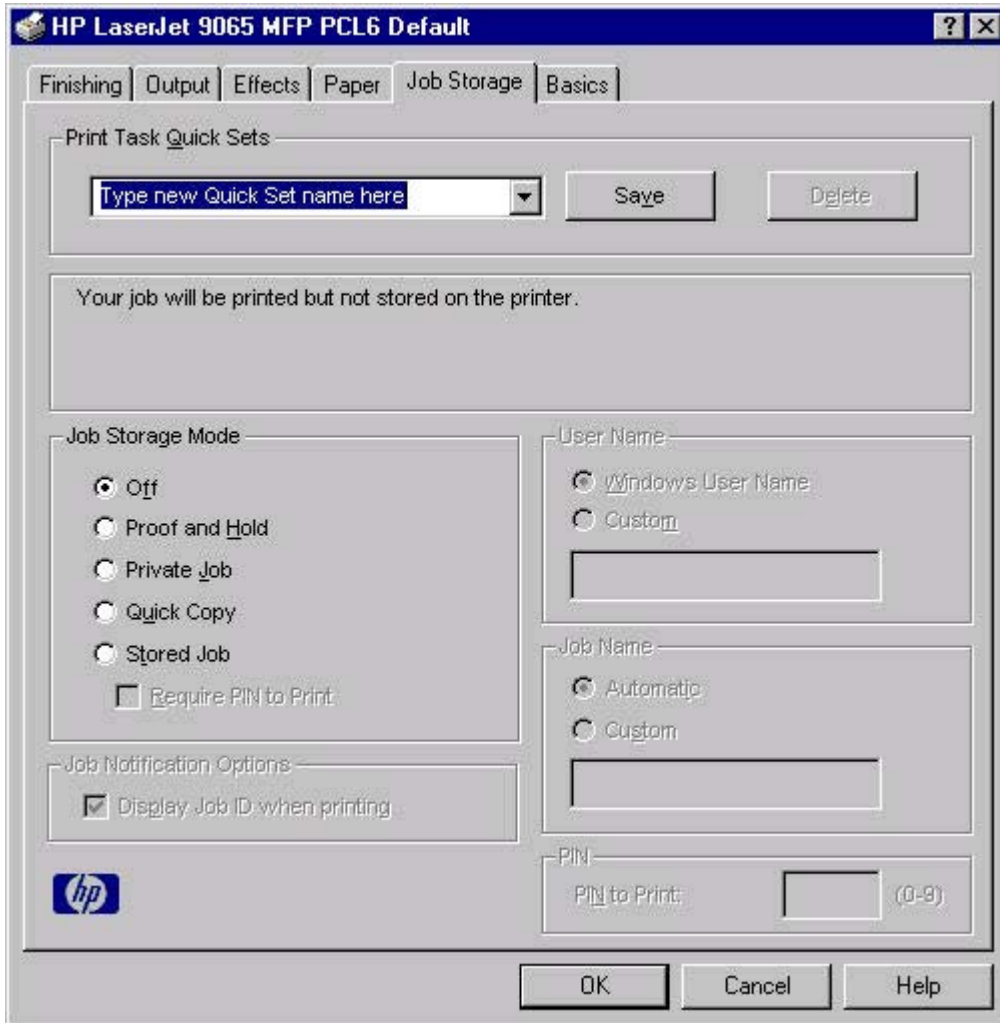 HP LaserJet 9065 MFP PCL6 Default
Finishing Output Effects Paper Job Storage Basics
Print Task Quick Sets
Type new Quick Set name here Save Delete
Your job will be printed but not stored on the printer.
Job Storage Mode
Off
Proof and Hold
Private Job
Quick Copy
Stored Job
Require PIN to Print
Job Notification Options
Display Job ID when printing
hp
User Name
Windows User Name
Custom
Job Name
Automatic
Custom
PIN
PIN to Print: (0-9)
OK Cancel Help